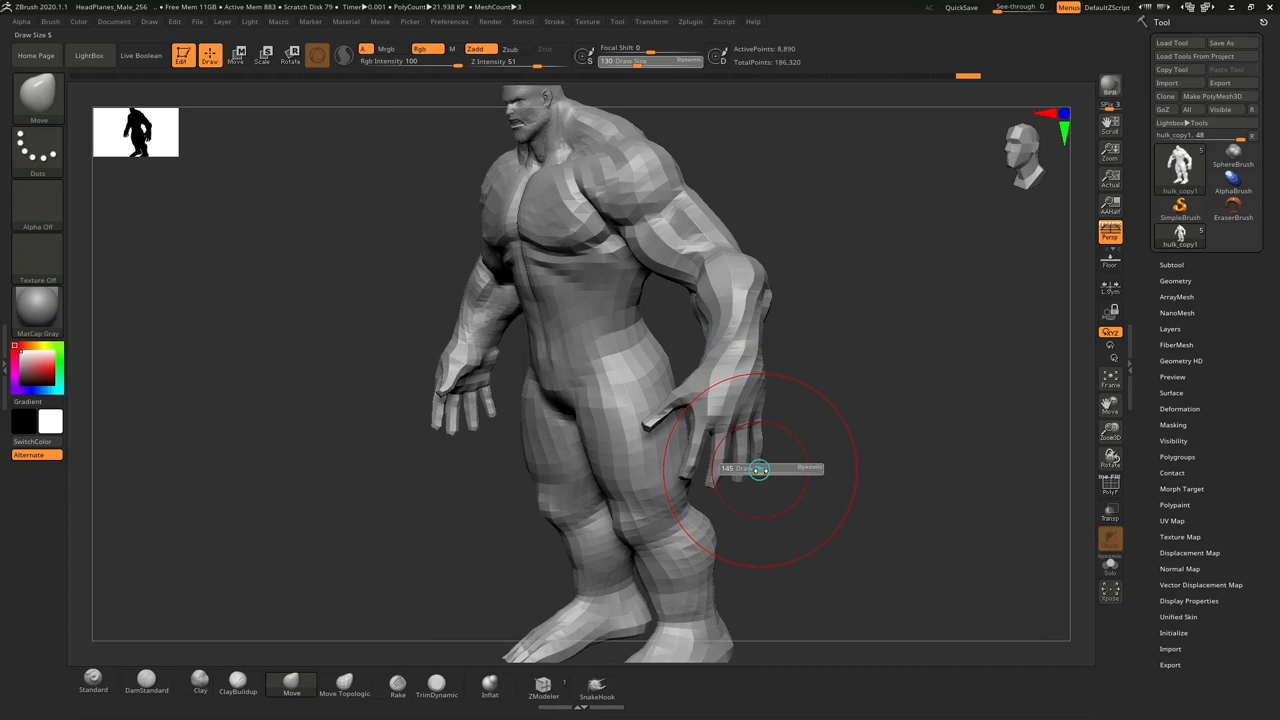 ZBrush 2020.1.1 HeadPlanes_Male_256 .. • Free Mem 11GB • Active Mem 883 • Scratch Disk 79 • Timer▶0.001 • PolyCount▶21.938 KP • MeshCount▶3 AC QuickSave See-through 0 Menus DefaultZScript
Alpha Brush Color Document Draw Edit File Layer Light Macro Marker Material Movie Picker Preferences Render Stencil Stroke Texture Tool Transform Zplugin Zscript Help
Tool
Draw Size S
Home Page LightBox Live Boolean Edit Draw Move Scale Rotate
A Mrgb Rgb M Zadd Zsub Zcut
Rgb Intensity 100 Z Intensity 51
S Focal Shift 0
130 Draw Size Dynamic
D ActivePoints: 8,890
TotalPoints: 186,320
Load Tool Save As
Load Tools From Project
Copy Tool Paste Tool
Import Export
Clone Make PolyMesh3D
GoZ All Visible R
Lightbox▶Tools
hulk_copy1. 48 R
5
hulk_copy1
SphereBrush
AlphaBrush
SimpleBrush
EraserBrush
5
hulk_copy1
Subtool
Geometry
ArrayMesh
NanoMesh
Layers
FiberMesh
Geometry HD
Preview
Surface
Deformation
Masking
Visibility
Polygroups
Contact
Morph Target
Polypaint
UV Map
Texture Map
Displacement Map
Normal Map
Vector Displacement Map
Display Properties
Unified Skin
Initialize
Import
Export
Move
Dots
Alpha Off
Texture Off
MatCap Gray
Gradient
SwitchColor
Alternate
145 Draw Dynamic
BPR
SPix 3
Scroll
Zoom
Actual
AAHalf
Persp
Floor
L.Sym
XYZ
Frame
Move
Zoom3D
Rotate
PolyF
Transp
Dynamic
Solo
Xpose
Standard DamStandard Clay ClayBuildup Move Move Topologic Rake TrimDynamic Inflat ZModeler 1 SnakeHook